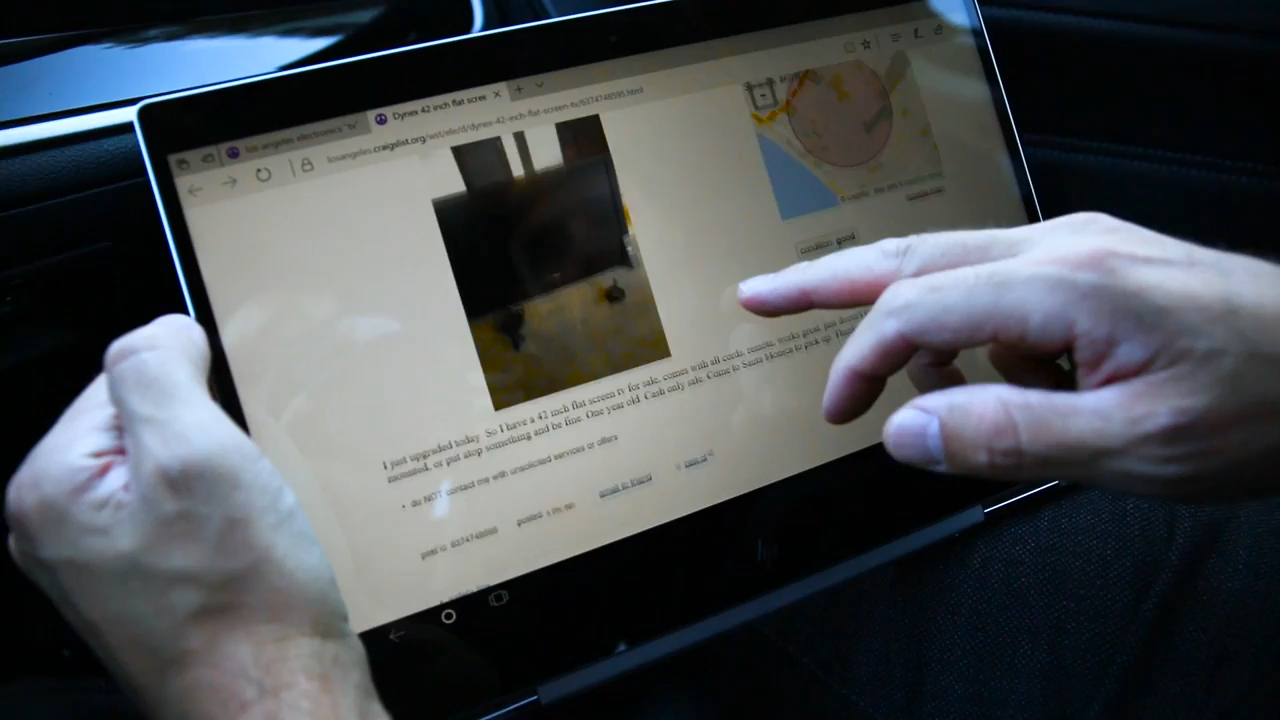 los angeles electronics "tv"
Dynex 42 inch flat scree
losangeles.craigslist.org/wst/ele/d/dynex-42-inch-flat-screen-tv/6374748595.html
condition: good
I just upgraded today. So I have a 42 inch flat screen tv for sale, comes with all cords, remote, works great, just
mounted, or put atop something and be fine. One year old. Cash only sale. Come to Santa Monica to pick up.
• do NOT contact me with unsolicited services or offers
post id:
posted:
email to friend